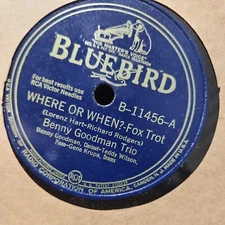 "HIS MASTER'S VOICE"
BLUEBIRD
For best results use
RCA Victor Needles
B-11456-A
WHERE OR WHEN?-Fox Trot
(Lorenz Hart-Richard Rodgers)
Benny Goodman Trio
Benny Goodman, Clarinet-Teddy Wilson,
Piano-Gene Krupa, Drums
RADIO CORPORATION OF AMERICA, CAMDEN, N.J.